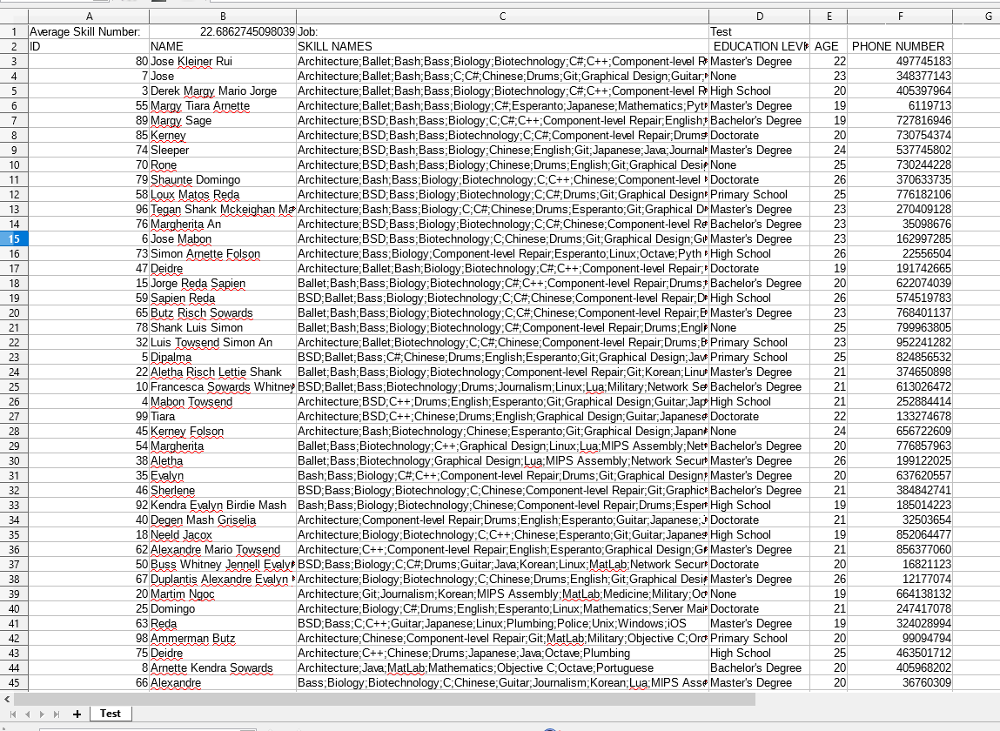 A B C D E F G
1 Average Skill Number: 22.6862745098039 Job: Test
2 ID NAME SKILL NAMES EDUCATION LEVE AGE PHONE NUMBER
3 80 Jose Kleiner Rui Architecture;Ballet;Bash;Bass;Biology;Biotechnology;C#;C++;Component-level R Master's Degree 22 497745183
4 7 Jose Architecture;Ballet;Bash;Bass;C;C#;Chinese;Drums;Git;Graphical Design;Guitar; None 23 348377143
5 3 Derek Margy Mario Jorge Architecture;Ballet;Bash;Bass;Biology;Biotechnology;C#;C++;Component-level R High School 20 405397964
6 55 Margy Tiara Arnette Architecture;Ballet;Bash;Bass;Biology;C#;Esperanto;Japanese;Mathematics;Pyt Master's Degree 19 6119713
7 89 Margy Sage Architecture;BSD;Bash;Bass;Biology;C;C#;C++;Component-level Repair;English; Bachelor's Degree 19 727816946
8 85 Kerney Architecture;BSD;Bash;Bass;Biotechnology;C;C#;Component-level Repair;Drums Doctorate 20 730754374
9 74 Sleeper Architecture;BSD;Bash;Bass;Biology;Chinese;English;Git;Japanese;Java;Journal Master's Degree 24 537745802
10 70 Rone Architecture;BSD;Bash;Bass;Biology;Chinese;Drums;English;Git;Graphical Desi None 25 730244228
11 79 Shaunte Domingo Architecture;Bash;Bass;Biology;Biotechnology;C;C++;Chinese;Component-level Doctorate 26 370633735
12 58 Loux Matos Reda Architecture;BSD;Bass;Biology;Biotechnology;C;C#;Drums;Git;Graphical Design Primary School 25 776182106
13 96 Tegan Shank Mckeighan Ma Architecture;Bash;Bass;Biology;C;C#;Chinese;Drums;Esperanto;Git;Graphical D Master's Degree 23 270409128
14 76 Margherita An Architecture;BSD;Bass;Biology;Biotechnology;C;C#;Chinese;Component-level Re Bachelor's Degree 23 35098676
15 6 Jose Mabon Architecture;BSD;Bass;Biotechnology;C;Chinese;Drums;Git;Graphical Design;Gu Master's Degree 23 162997285
16 73 Simon Arnette Folson Architecture;Bass;Biology;Component-level Repair;Esperanto;Linux;Octave;Pyth High School 26 22556504
17 47 Deidre Architecture;Ballet;Bash;Biology;Biotechnology;C#;C++;Component-level Repair; Doctorate 19 191742665
18 15 Jorge Reda Sapien Ballet;Bash;Bass;Biology;Biotechnology;C#;C++;Component-level Repair;Drums; Bachelor's Degree 20 622074039
19 59 Sapien Reda BSD;Ballet;Bass;Biology;Biotechnology;C;C#;Chinese;Component-level Repair;D High School 26 574519783
20 65 Butz Risch Sowards Ballet;Bash;Bass;Biology;Biotechnology;C;C#;Chinese;Component-level Repair;E Master's Degree 23 768401137
21 78 Shank Luis Simon Ballet;Bash;Bass;Biology;Biotechnology;C#;Component-level Repair;Drums;Engli None 25 799963805
22 32 Luis Towsend Simon An Architecture;Ballet;Biotechnology;C;C#;Chinese;Component-level Repair;Drums;E Primary School 23 952241282
23 5 Dipalma BSD;Ballet;Bass;C#;Chinese;Drums;English;Esperanto;Git;Graphical Design;Jav Primary School 25 824856532
24 22 Aletha Risch Lettie Shank Ballet;Bash;Bass;Biology;Biotechnology;Component-level Repair;Git;Korean;Linu Master's Degree 21 374650898
25 10 Francesca Sowards Whitney BSD;Ballet;Bass;Biotechnology;Drums;Journalism;Linux;Lua;Military;Network Se Bachelor's Degree 21 613026472
26 4 Mabon Towsend Architecture;BSD;C++;Drums;English;Esperanto;Git;Graphical Design;Guitar;Jap High School 21 252884414
27 99 Tiara Architecture;BSD;C++;Chinese;Drums;English;Graphical Design;Guitar;Japanese Doctorate 22 133274678
28 45 Kerney Folson Architecture;Bash;Biotechnology;Chinese;Esperanto;Git;Graphical Design;Japan None 24 656722609
29 54 Margherita Ballet;Bass;Biotechnology;C++;Graphical Design;Linux;Lua;MIPS Assembly;Net Bachelor's Degree 20 776857963
30 38 Aletha Ballet;Bass;Biotechnology;Graphical Design;Lua;MIPS Assembly;Network Secur Master's Degree 26 199122025
31 35 Evalyn Bash;Bass;Biology;C#;C++;Component-level Repair;Drums;Git;Graphical Design; Master's Degree 20 637620557
32 46 Sherlene BSD;Bass;Biology;Biotechnology;C;Chinese;Component-level Repair;Git;Graphic Bachelor's Degree 21 384842741
33 92 Kendra Evalyn Birdie Mash Bash;Bass;Biology;Biotechnology;Chinese;Component-level Repair;Drums;Esper High School 19 185014223
34 40 Degen Mash Griselia Architecture;Component-level Repair;Drums;English;Esperanto;Guitar;Japanese;J Doctorate 21 32503654
35 18 Neeld Jacox Architecture;Biology;Biotechnology;C;C++;Chinese;Esperanto;Git;Guitar;Japanes High School 19 852064477
36 62 Alexandre Mario Towsend Architecture;C++;Component-level Repair;English;Esperanto;Graphical Design;G Master's Degree 21 856377060
37 50 Buss Whitney Jennell Evaly BSD;Bass;Biology;C;C#;Drums;Guitar;Java;Korean;Linux;MatLab;Network Secur Doctorate 20 16821123
38 67 Duplantis Alexandre Evalyn Architecture;Biology;Biotechnology;C;Chinese;Drums;English;Git;Graphical Desi Master's Degree 26 12177074
39 20 Martim Ngoc Architecture;Git;Journalism;Korean;MIPS Assembly;MatLab;Medicine;Military;Oc None 19 664138132
40 25 Domingo Architecture;Biology;C#;Drums;English;Esperanto;Linux;Mathematics;Server Mai Doctorate 21 247417078
41 63 Reda BSD;Bass;C;C++;Guitar;Japanese;Linux;Plumbing;Police;Unix;Windows;iOS Master's Degree 19 324028994
42 98 Ammerman Butz Architecture;Chinese;Component-level Repair;Git;MatLab;Military;Objective C;Orc Primary School 20 99094794
43 75 Deidre Architecture;C++;Chinese;Drums;Japanese;Java;Octave;Plumbing High School 25 463501712
44 8 Arnette Kendra Sowards Architecture;Java;MatLab;Mathematics;Objective C;Octave;Portuguese Bachelor's Degree 20 405968202
45 66 Alexandre Bass;Biology;Biotechnology;C;Chinese;Guitar;Journalism;Korean;Lua;MIPS Ass Master's Degree 20 36760309
Test